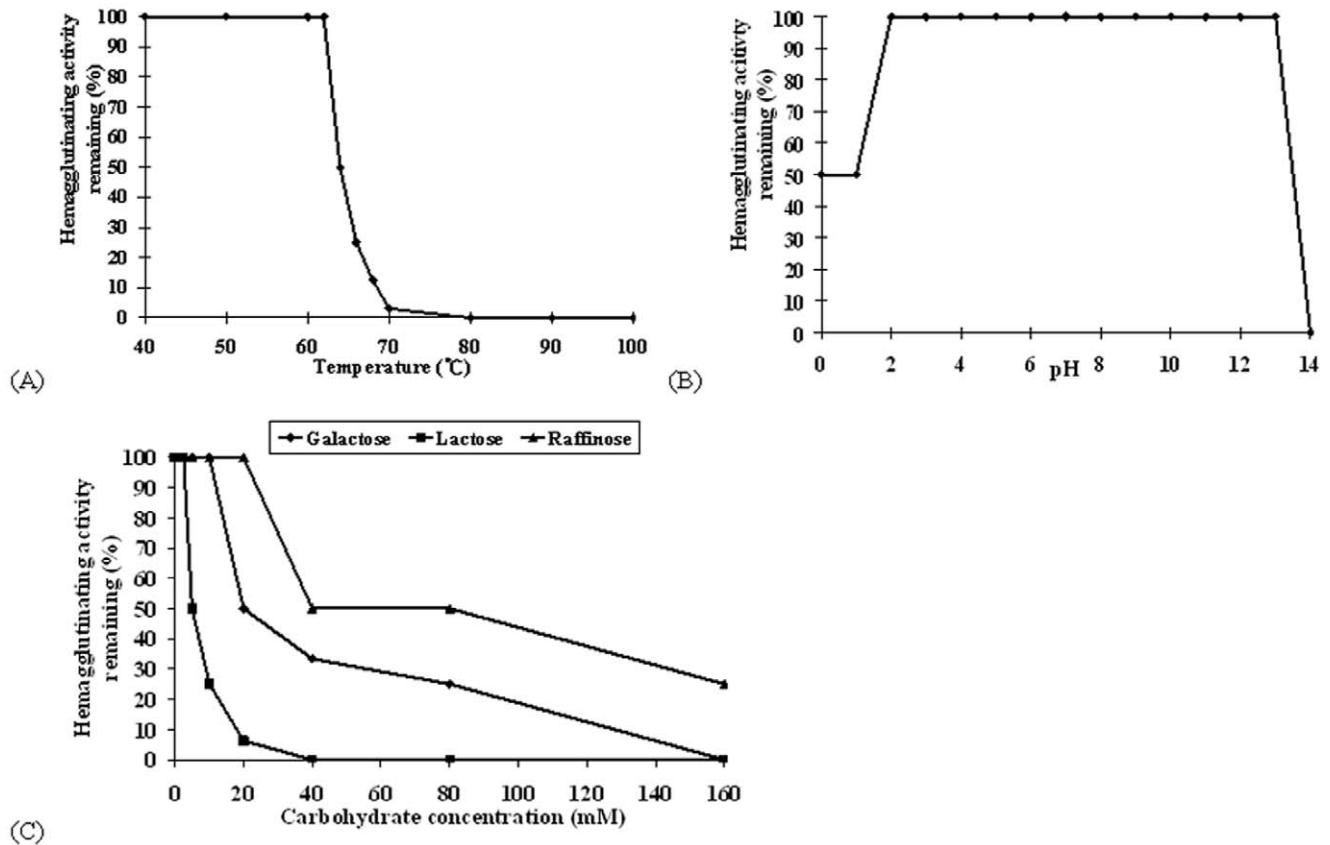 100
90
80
70
60
50
40
30
20
10
0
Hemagglutinating activity
remaining (%)
40 50 60 70 80 90 100
Temperature (°C)
(A)
100
90
80
70
60
50
40
30
20
10
0
Hemagglutinating acitivty
remaining (%)
0 2 4 6 8 10 12 14
pH
(B)
Galactose Lactose Raffinose
100
90
80
70
60
50
40
30
20
10
0
Hemagglutinating activity
remaining (%)
0 20 40 60 80 100 120 140 160
Carbohydrate concentration (mM)
(C)